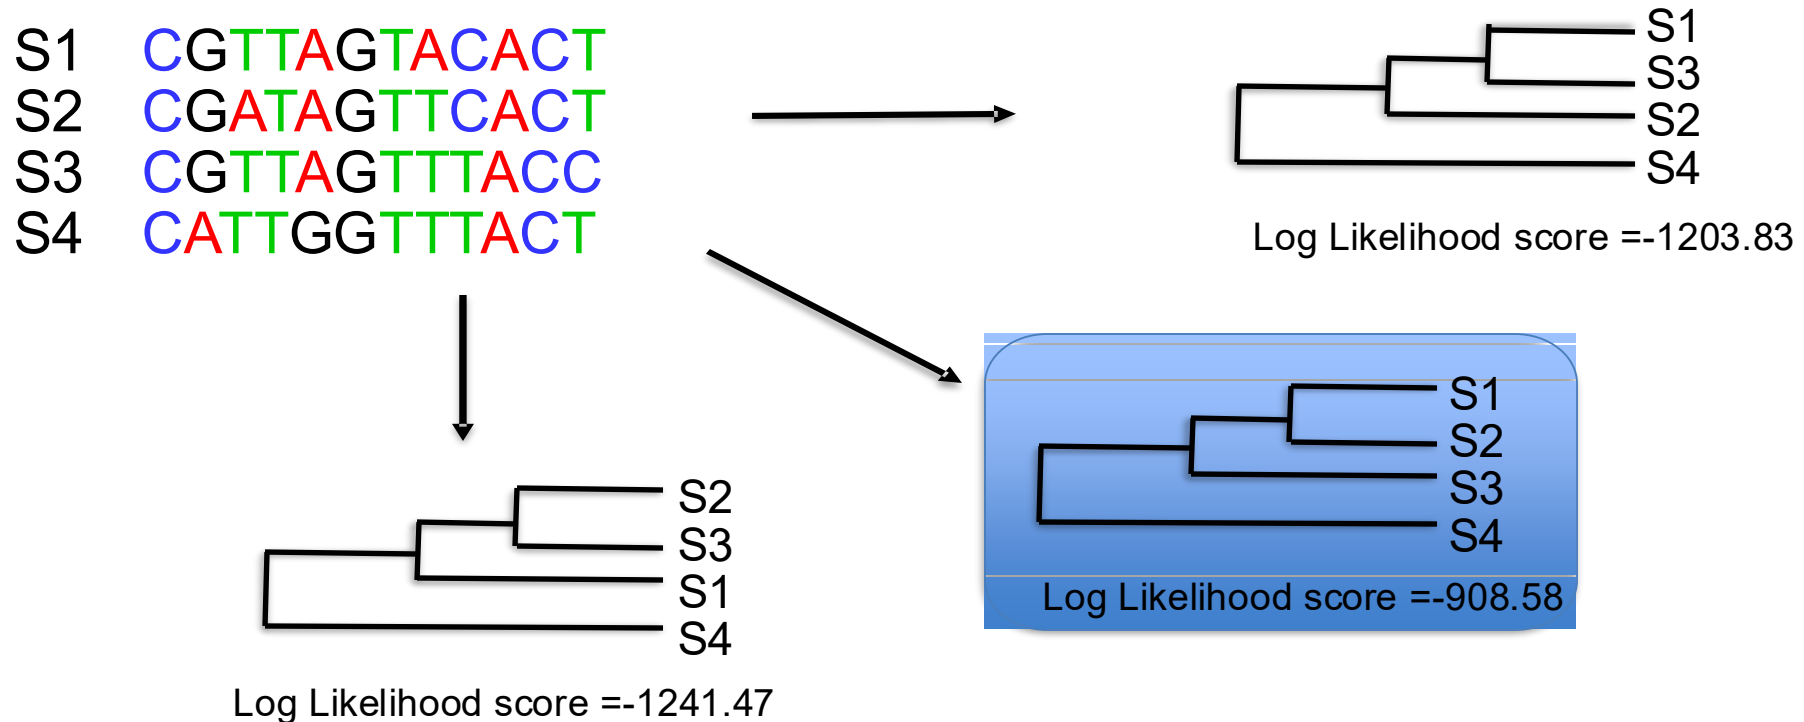 S1 CGTTAGTACACT
S2 CGATAGTTCACT
S3 CGTTAGTTTACC
S4 CATTGGTTTACT
S1
S3
S2
S4
Log Likelihood score =-1203.83
S1
S2
S3
S4
Log Likelihood score =-908.58
S2
S3
S1
S4
Log Likelihood score =-1241.47